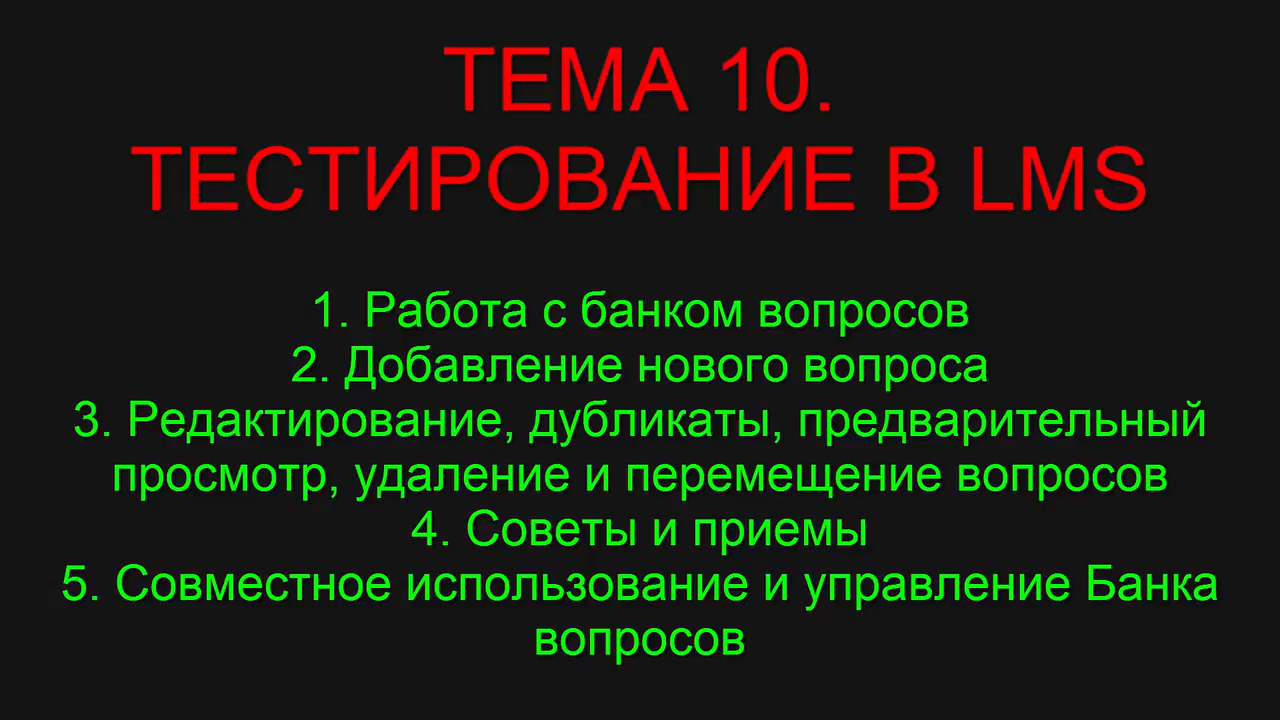 ТЕМА 10.
ТЕСТИРОВАНИЕ В LMS
1. Работа с банком вопросов
2. Добавление нового вопроса
3. Редактирование, дубликаты, предварительный
просмотр, удаление и перемещение вопросов
4. Советы и приемы
5. Совместное использование и управление Банка
вопросов